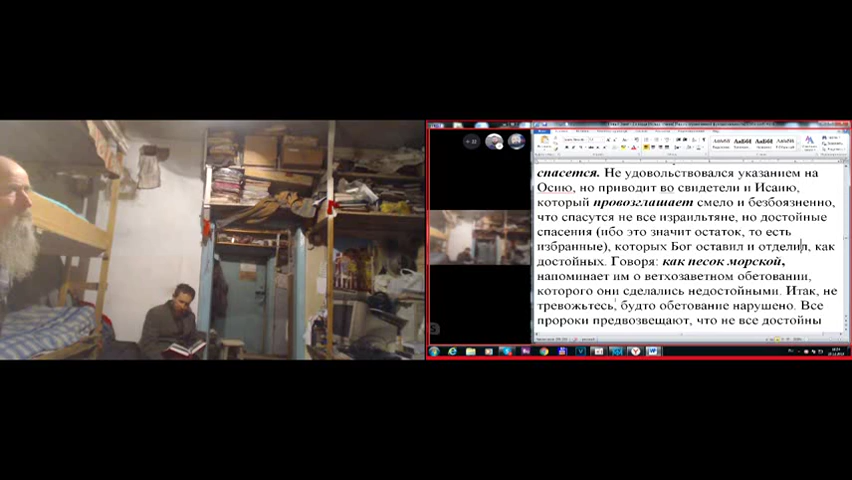 спасется. Не удовольствовался указанием на
Осию, но приводит во свидетели и Исаию,
который провозглашает смело и безбоязненно,
что спасутся не все израильтяне, но достойные
спасения (ибо это значит остаток, то есть
избранные), которых Бог оставил и отделил, как
достойных. Говоря: как песок морской,
напоминает им о ветхозаветном обетовании,
которого они сделались недостойными. Итак, не
тревожьтесь, будто обетование нарушено. Все
пророки предвозвещают, что не все достойны